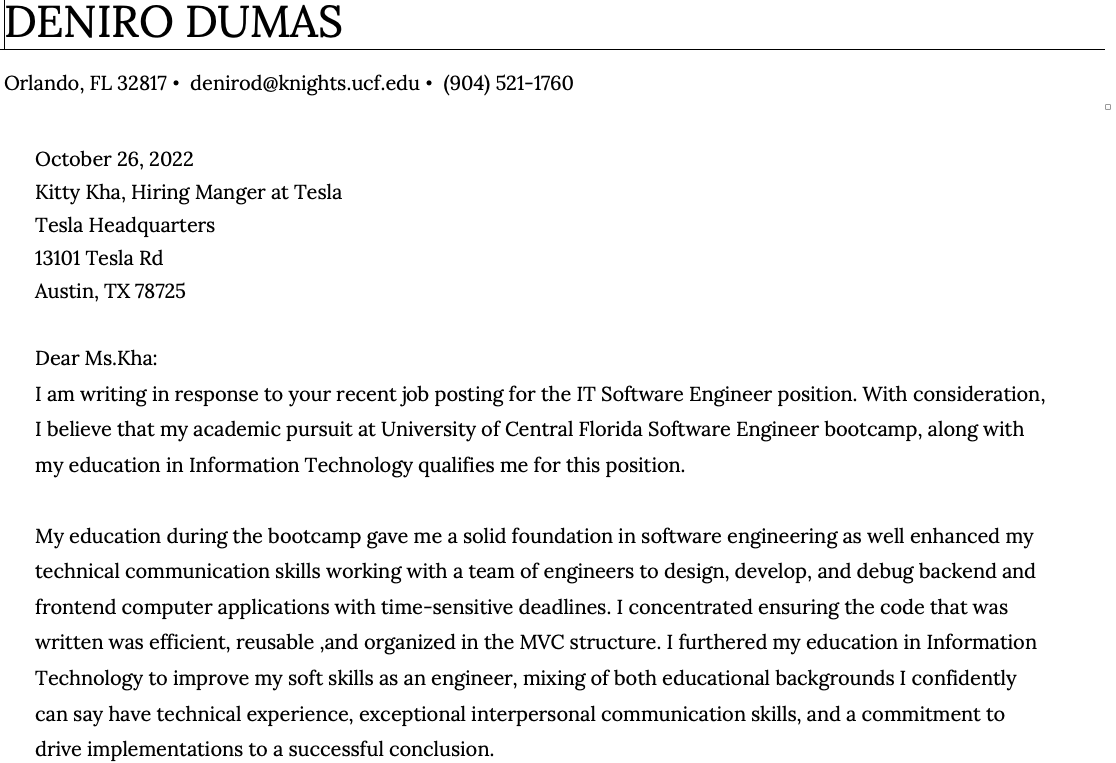 DENIRO DUMAS
Orlando, FL 32817 • denirod@knights.ucf.edu • (904) 521-1760
October 26, 2022
Kitty Kha, Hiring Manger at Tesla
Tesla Headquarters
13101 Tesla Rd
Austin, TX 78725
Dear Ms.Kha:
I am writing in response to your recent job posting for the IT Software Engineer position. With consideration,
I believe that my academic pursuit at University of Central Florida Software Engineer bootcamp, along with
my education in Information Technology qualifies me for this position.
My education during the bootcamp gave me a solid foundation in software engineering as well enhanced my
technical communication skills working with a team of engineers to design, develop, and debug backend and
frontend computer applications with time-sensitive deadlines. I concentrated ensuring the code that was
written was efficient, reusable ,and organized in the MVC structure. I furthered my education in Information
Technology to improve my soft skills as an engineer, mixing of both educational backgrounds I confidently
can say have technical experience, exceptional interpersonal communication skills, and a commitment to
drive implementations to a successful conclusion.